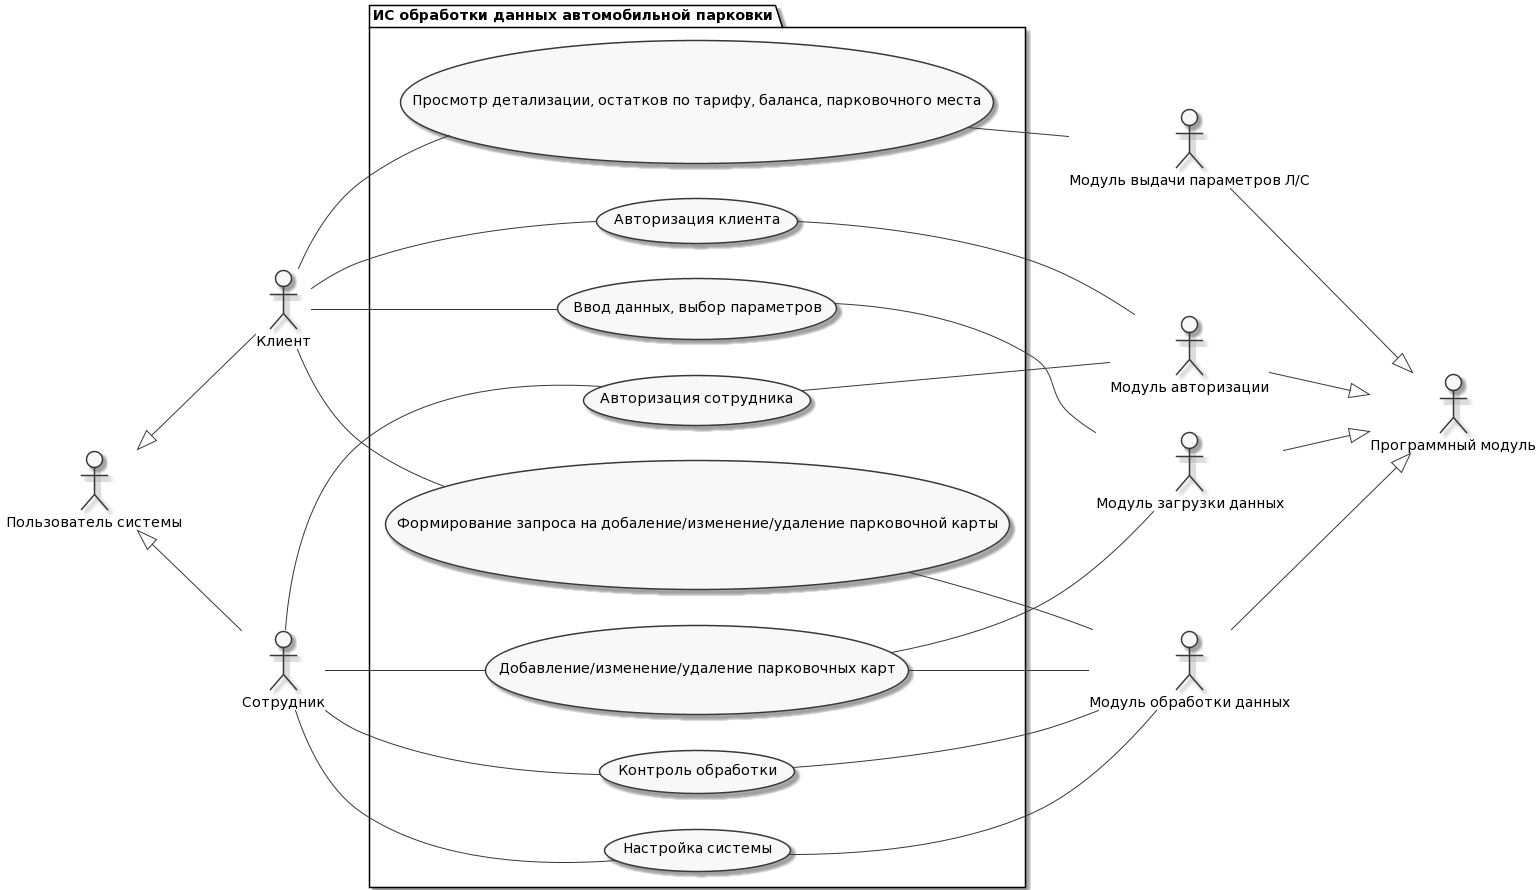 ИС обработки данных автомобильной парковки
Просмотр детализации, остатков по тарифу, баланса, парковочного места
Модуль выдачи параметров Л/С
Авторизация клиента
Ввод данных, выбор параметров
Клиент
Модуль авторизации
Авторизация сотрудника
Программный модуль
Модуль загрузки данных
Пользователь системы
Формирование запроса на добаление/изменение/удаление парковочной карты
Добавление/изменение/удаление парковочных карт
Сотрудник
Модуль обработки данных
Контроль обработки
Настройка системы